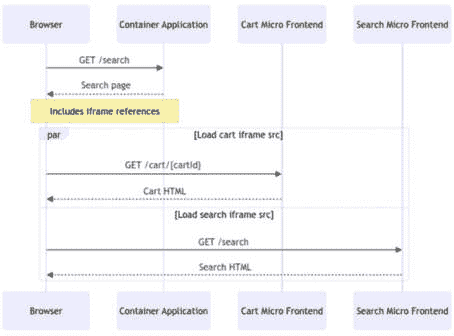 Browser
Container Application
Cart Micro Frontend
Search Micro Frontend
GET /search
Search page
Includes iframe references
par
[Load cart iframe src]
GET /cart/{cartId}
Cart HTML
[Load search iframe src]
GET /search
Search HTML
Browser
Container Application
Cart Micro Frontend
Search Micro Frontend